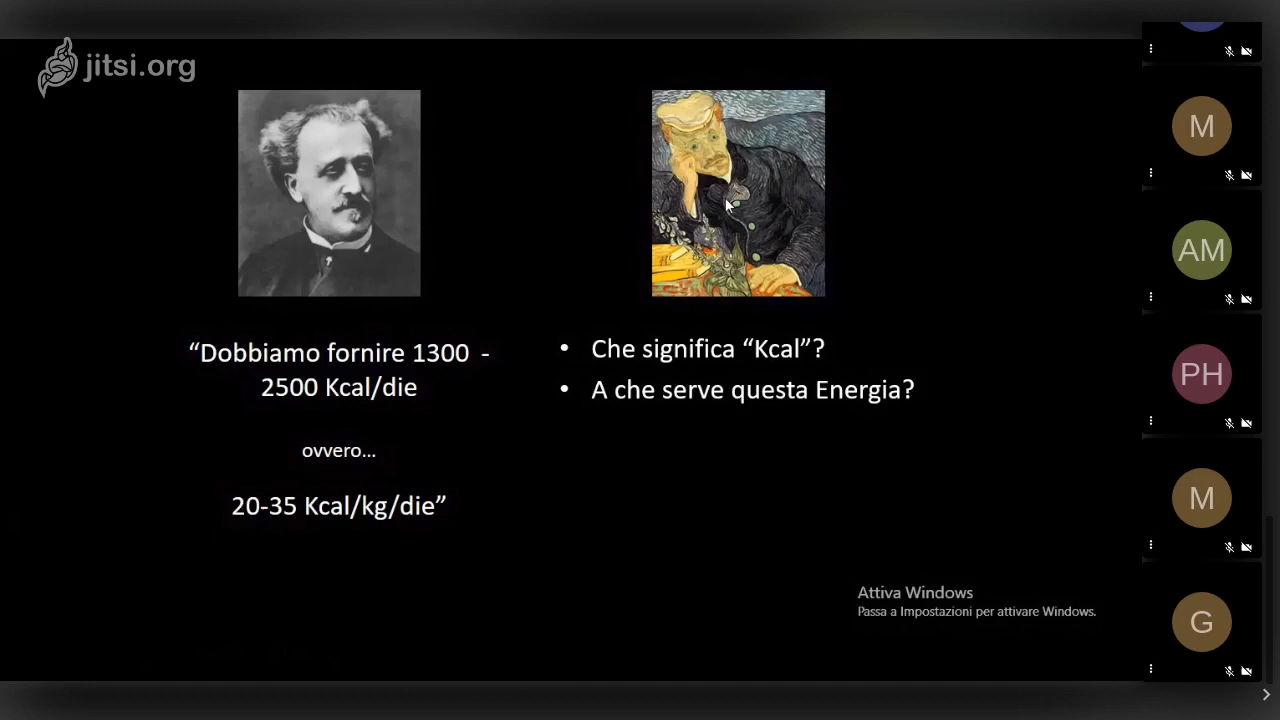 jitsi.org
“Dobbiamo fornire 1300 -
2500 Kcal/die
ovvero...
20-35 Kcal/kg/die”
• Che significa “Kcal”?
• A che serve questa Energia?
Attiva Windows
Passa a Impostazioni per attivare Windows.
M
AM
PH
M
G